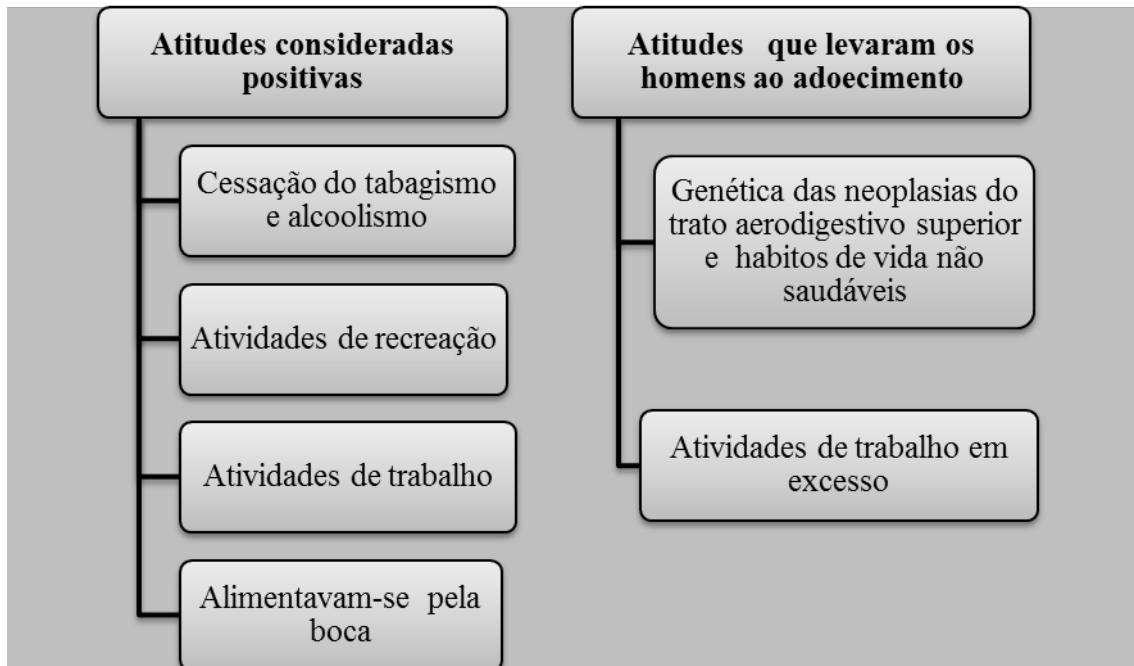 Atitudes consideradas
positivas
Cessação do tabagismo
e alcoolismo
Atividades de recreação
Atividades de trabalho
Alimentavam-se pela
boca
Atitudes que levaram os
homens ao adoecimento
Genética das neoplasias do
trato aerodigestivo superior
e habitos de vida não
saudáveis
Atividades de trabalho em
excesso